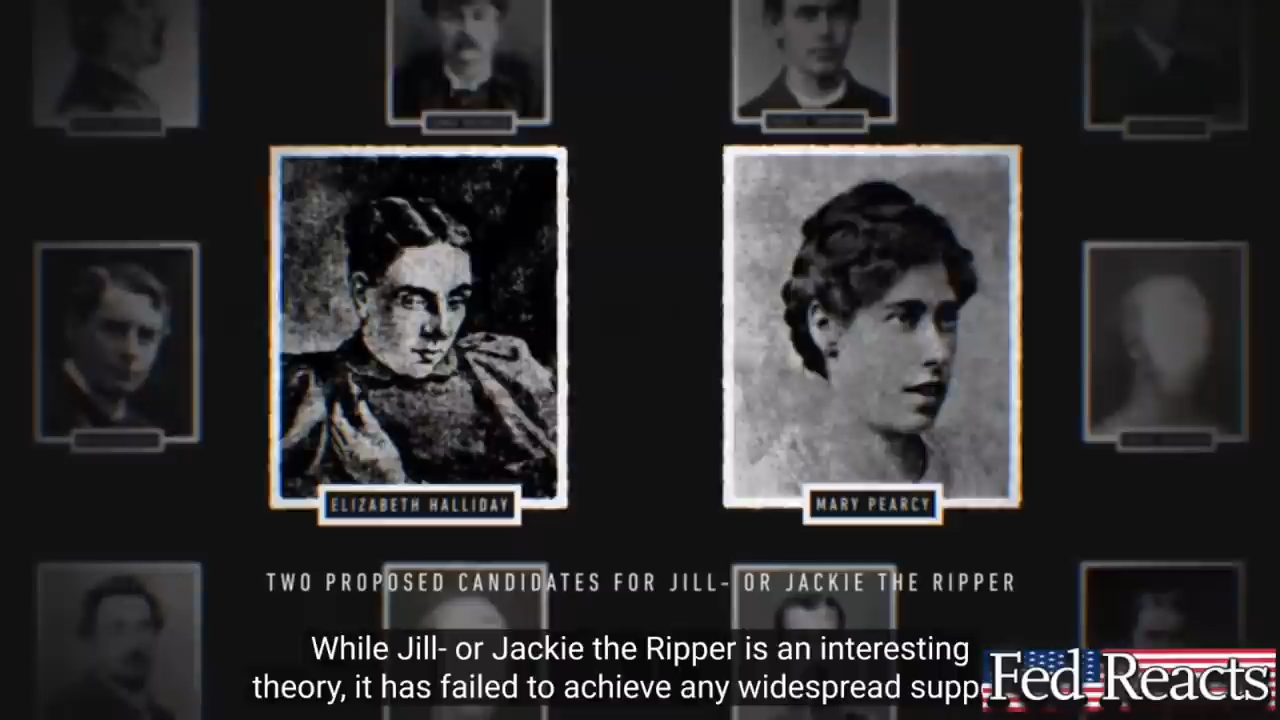 ELIZABETH HALLIDAY
MARY PEARCY
TWO PROPOSED CANDIDATES FOR JILL- OR JACKIE THE RIPPER
While Jill- or Jackie the Ripper is an interesting
theory, it has failed to achieve any widespread supp
Fed Reacts